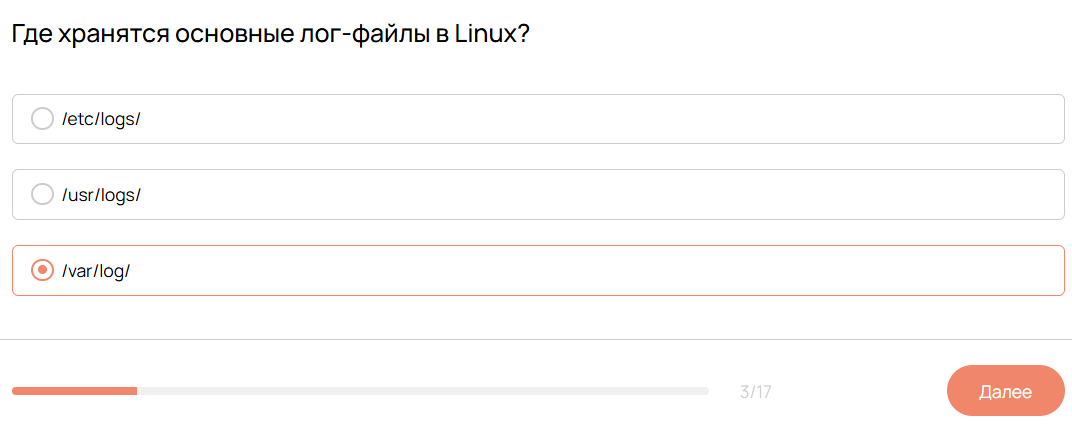 Где хранятся основные лог-файлы в Linux?
/etc/logs/
/usr/logs/
/var/log/
3/17
Далее